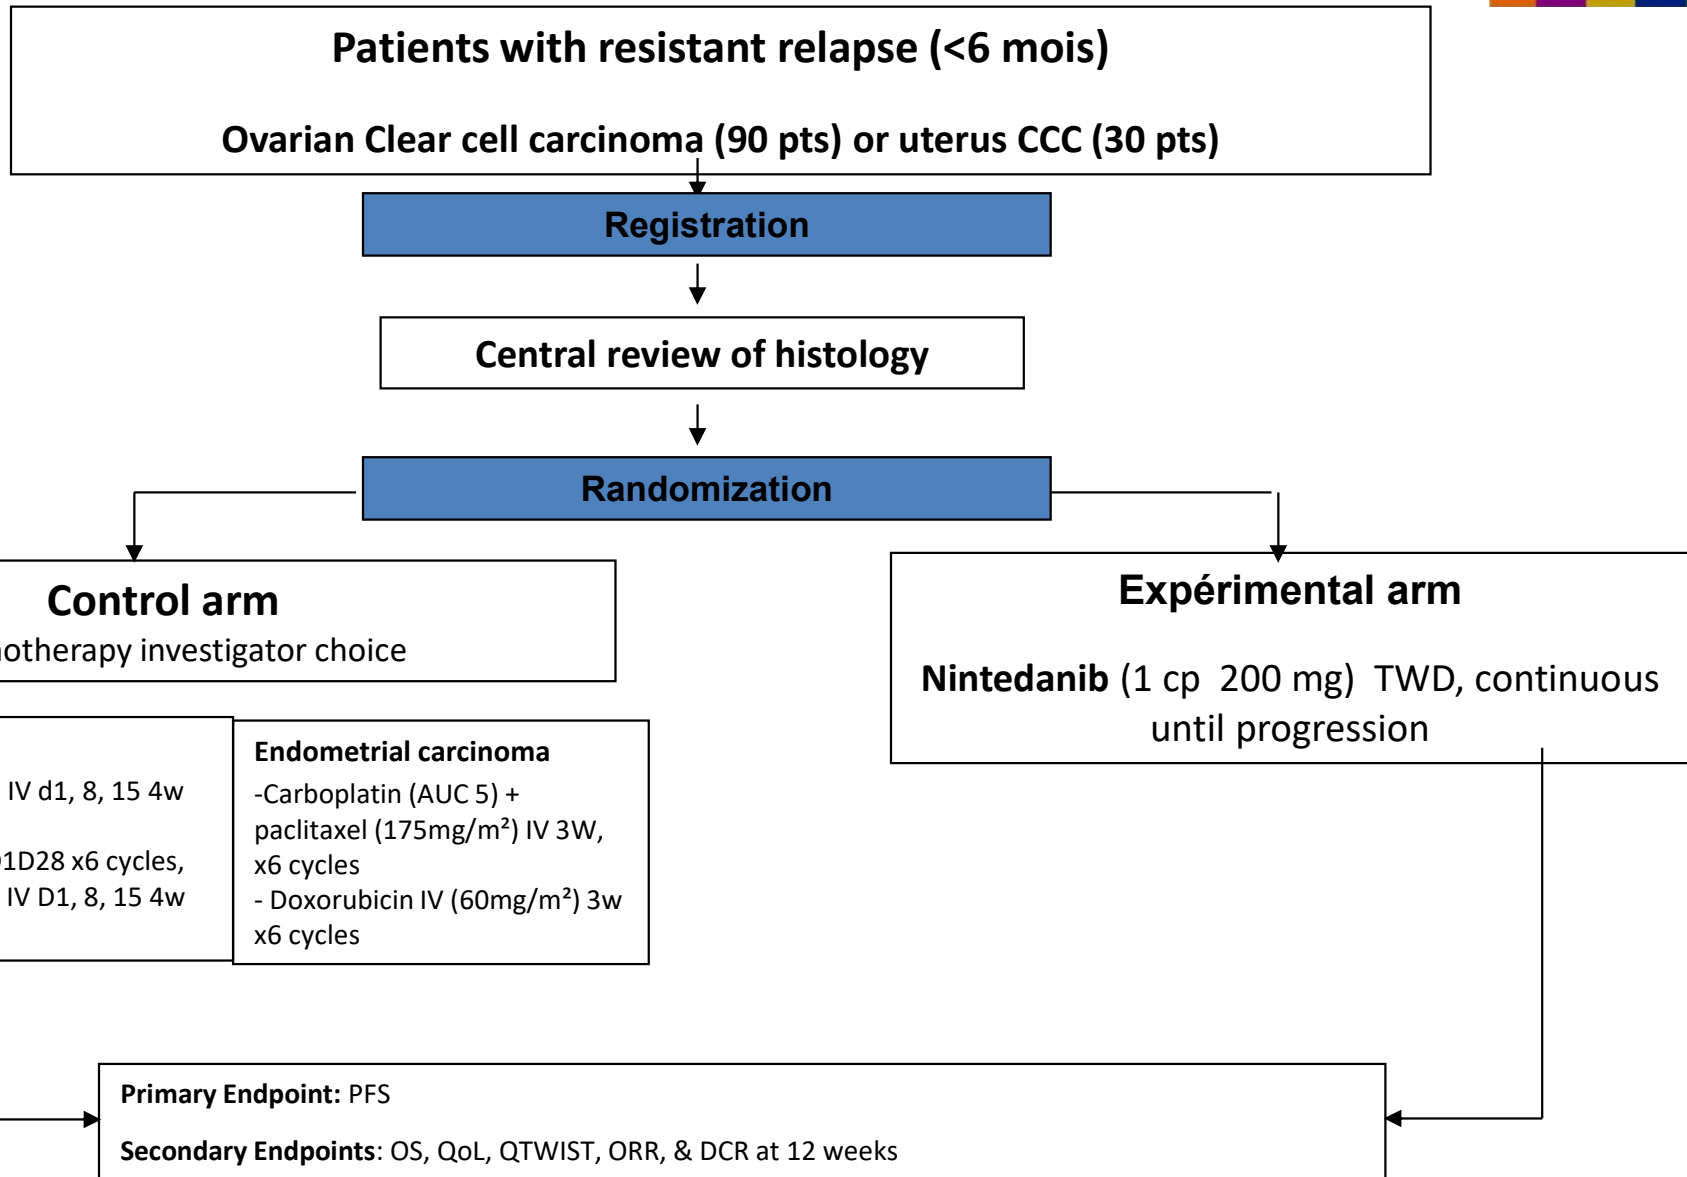 Patients with resistant relapse (<6 mois)
Ovarian Clear cell carcinoma (90 pts) or uterus CCC (30 pts)
Registration
Central review of histology
Randomization
Control arm
investigator choice
Expérimental arm
Nintedanib (1 cp 200 mg) TWD, continuous
until progression
IV d1, 8, 15 4w
x6 cycles,
IV D1, 8, 15 4w
Endometrial carcinoma
-Carboplatin (AUC 5) +
paclitaxel (175mg/m²) IV 3W,
x6 cycles
- Doxorubicin IV (60mg/m²) 3w
x6 cycles
Primary Endpoint: PFS
Secondary Endpoints: OS, QoL, QTWIST, ORR, & DCR at 12 weeks